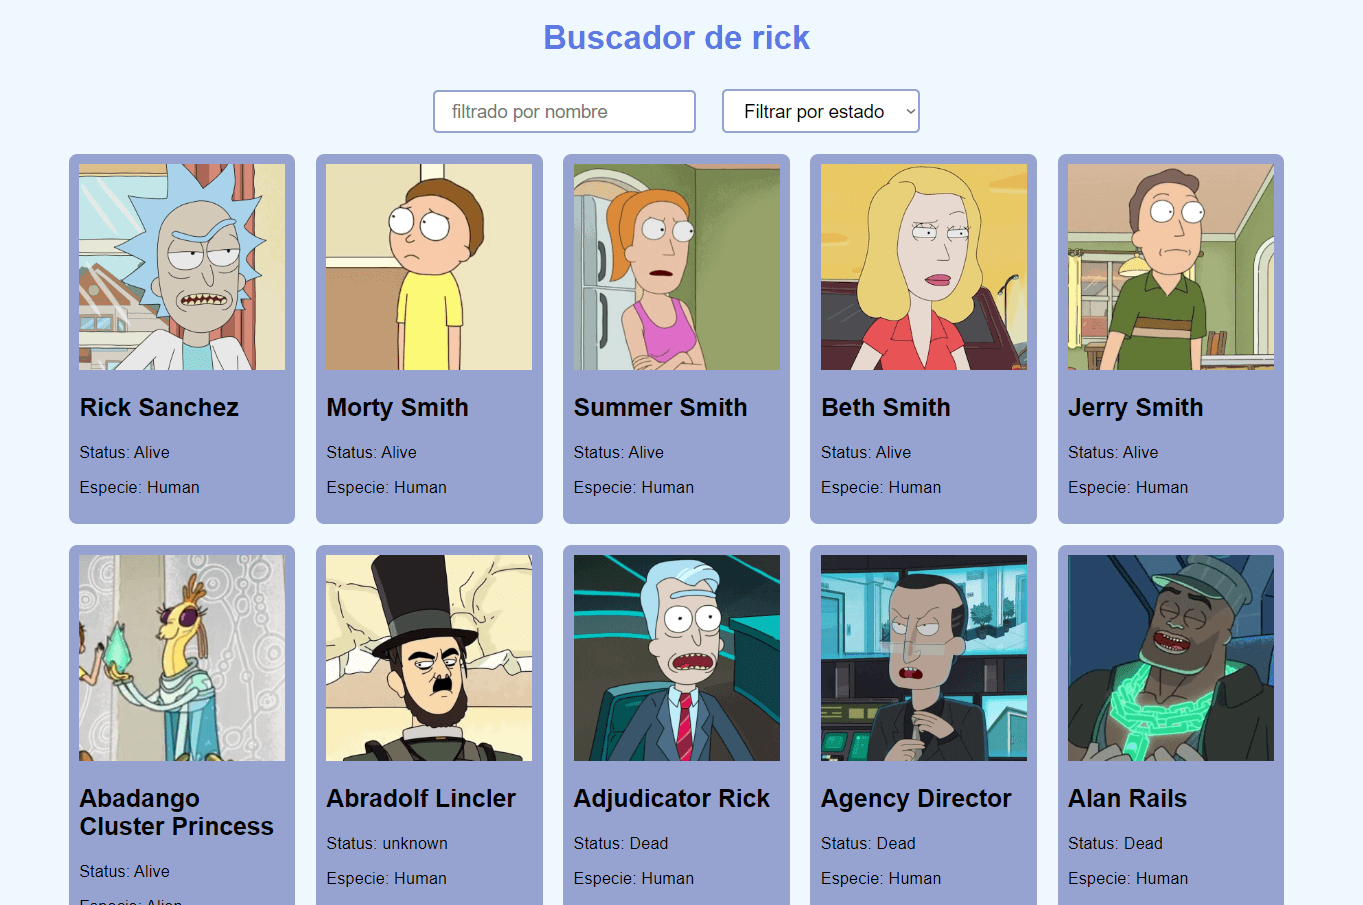 Buscador de rick
filtrado por nombre
Filtrar por estado
Rick Sanchez
Status: Alive
Especie: Human
Morty Smith
Status: Alive
Especie: Human
Summer Smith
Status: Alive
Especie: Human
Beth Smith
Status: Alive
Especie: Human
Jerry Smith
Status: Alive
Especie: Human
Abadango
Cluster Princess
Status: Alive
Especie: Alien
Abradolf Lincler
Status: unknown
Especie: Human
Adjudicator Rick
Status: Dead
Especie: Human
Agency Director
Status: Dead
Especie: Human
Alan Rails
Status: Dead
Especie: Human